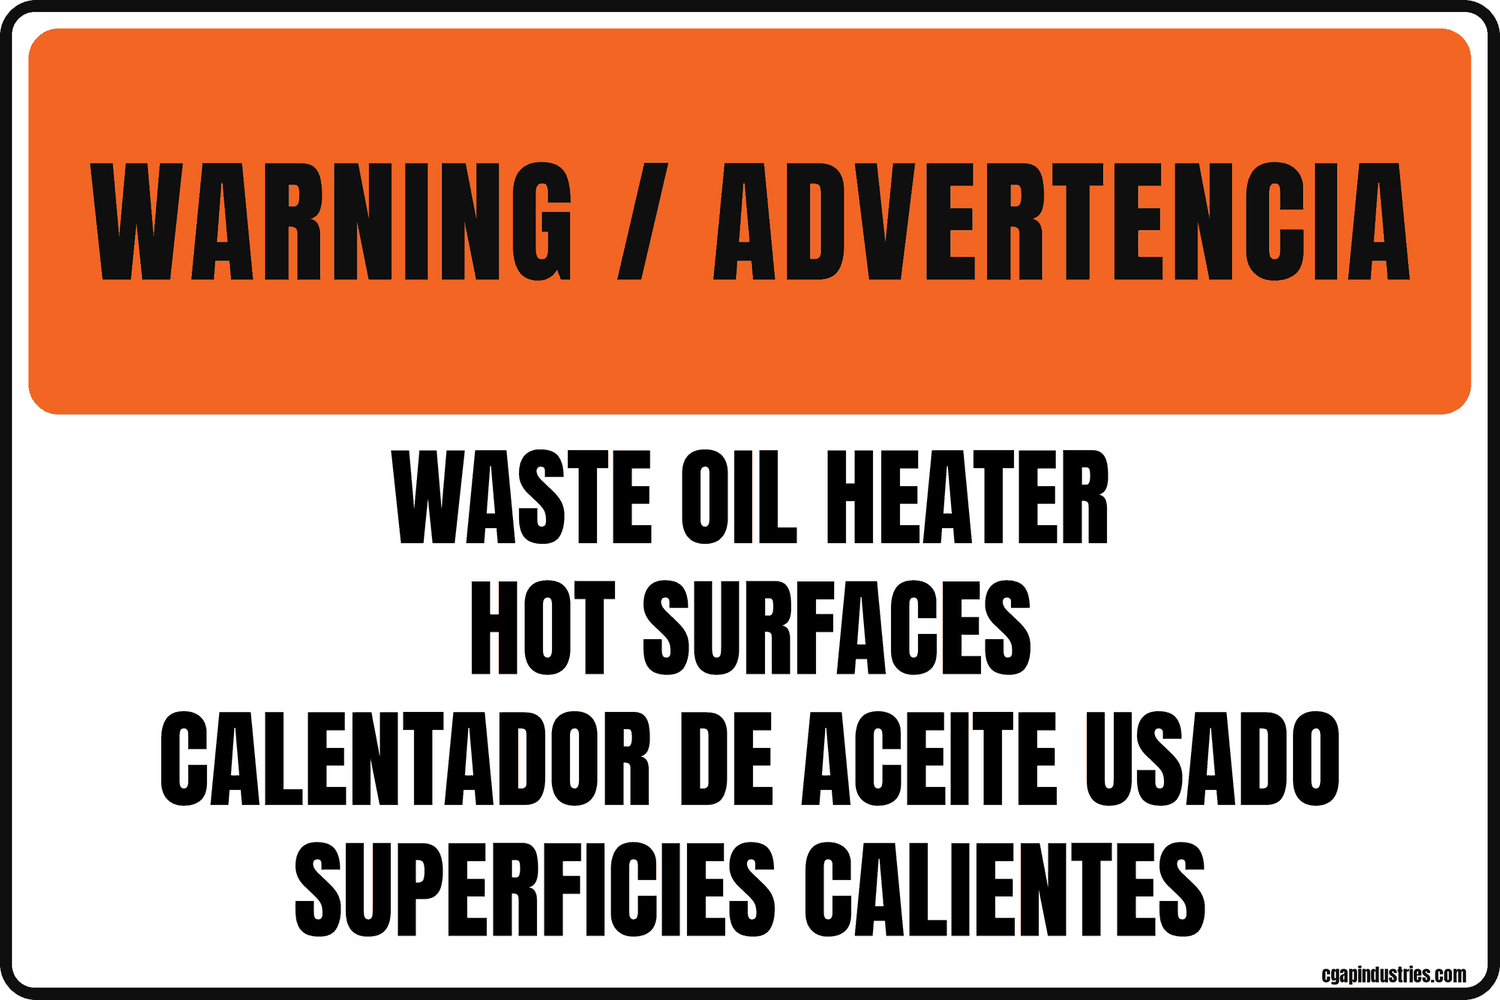 WARNING / ADVERTENCIA
WASTE OIL HEATER
HOT SURFACES
CALENTADOR DE ACEITE USADO
SUPERFICIES CALIENTES
cgapindustries.com